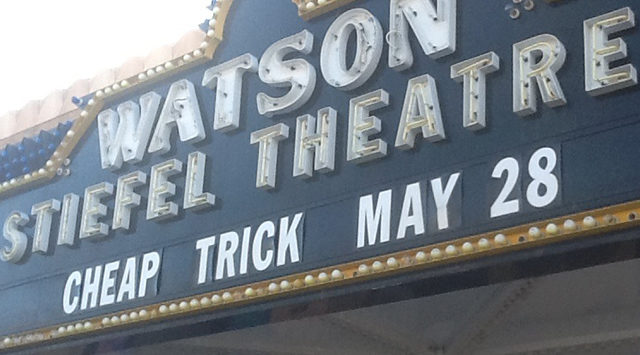 WATSON
STIEFEL THEATRE
CHEAP TRICK MAY 28